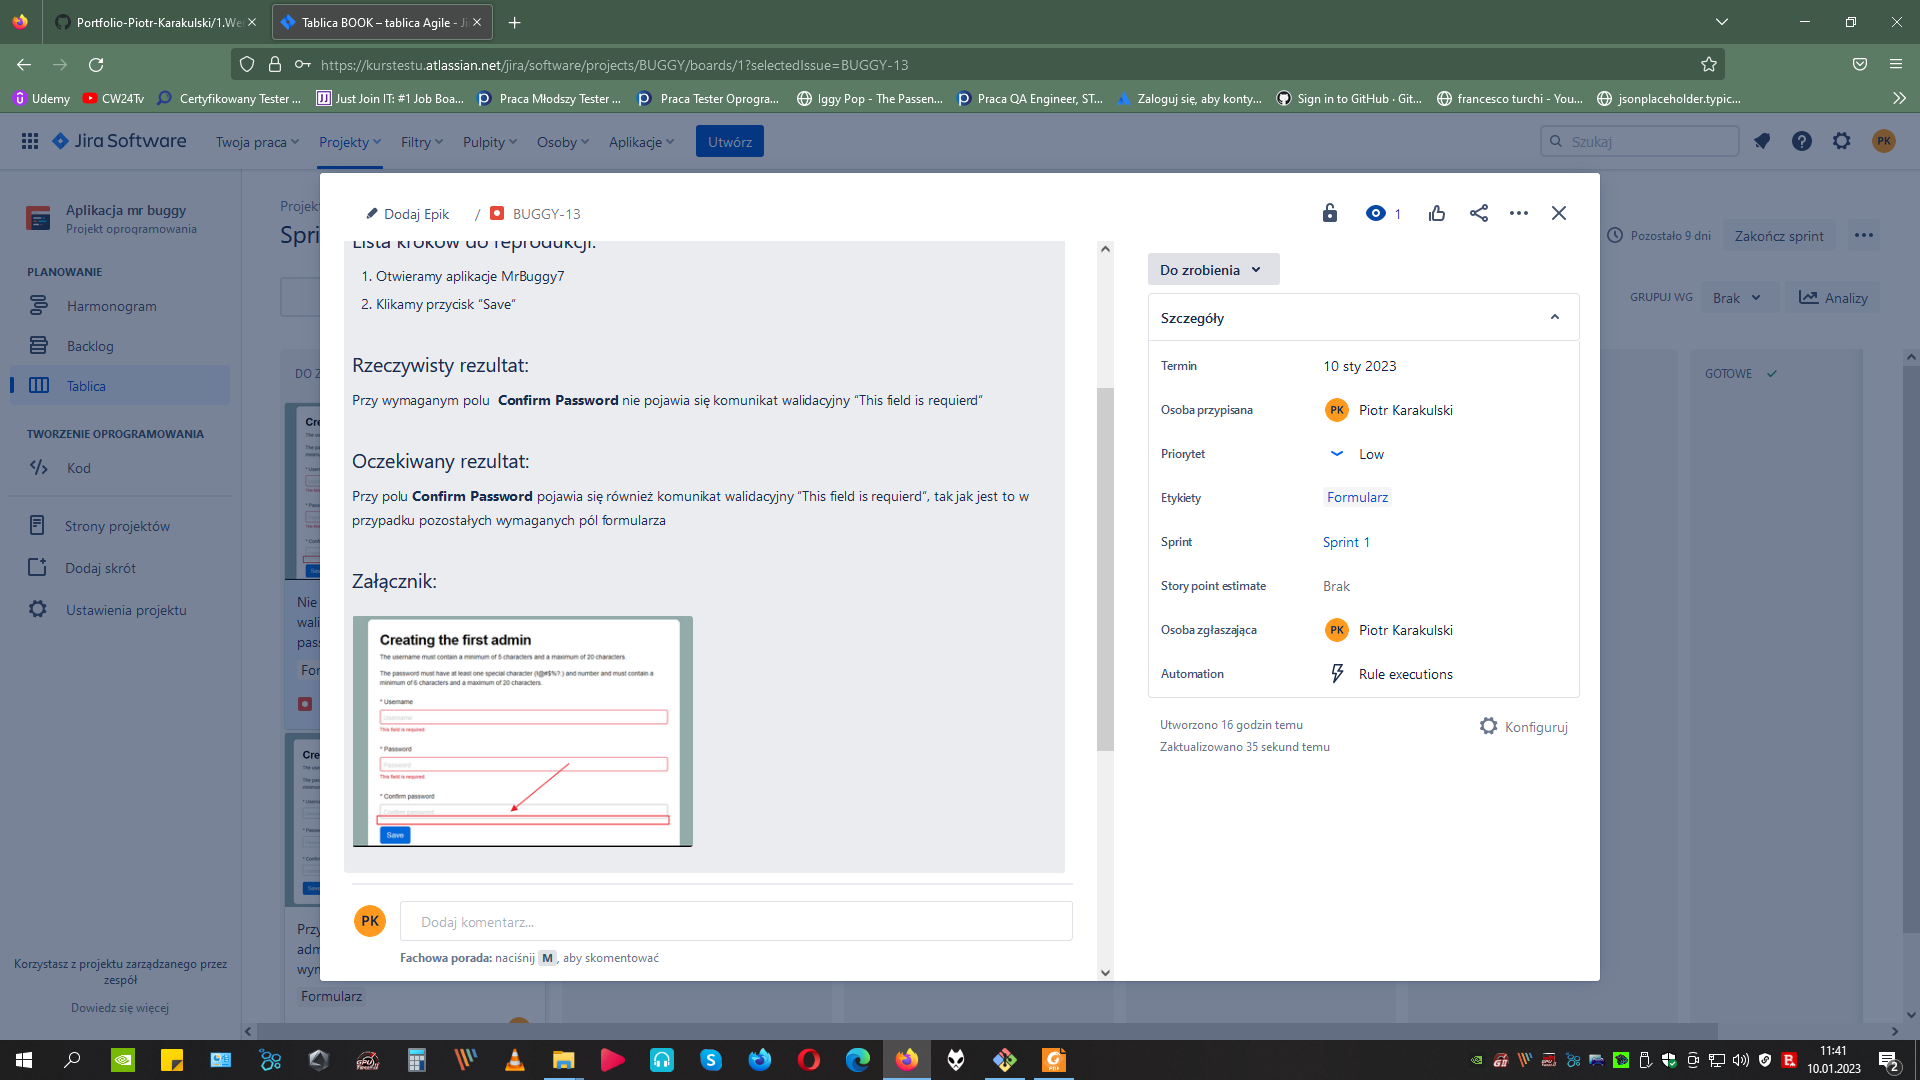 Portfolio-Piotr-Karakulski/1.We
Tablica BOOK – tablica Agile - Ji
https://kurstestu.atlassian.net/jira/software/projects/BUGGY/boards/1?selectedIssue=BUGGY-13
Udemy
CW24Tv
Certyfikowany Tester ...
Just Join IT: #1 Job Boa...
Praca Młodszy Tester ...
Praca Tester Oprogra...
Iggy Pop - The Passen...
Praca QA Engineer, ST...
Zaloguj się, aby konty...
Sign in to GitHub · Git...
francesco turchi - You...
jsonplaceholder.typic...
Jira Software
Twoja praca
Projekty
Filtry
Pulpity
Osoby
Aplikacje
Utwórz
Szukaj
PK
Aplikacja mr buggy
Projekt oprogramowania
PLANOWANIE
Harmonogram
Backlog
Tablica
TWORZENIE OPROGRAMOWANIA
Kod
Strony projektów
Dodaj skrót
Ustawienia projektu
Korzystasz z projektu zarządzanego przez
zespół
Dowiedz się więcej
Projekt
Spri
Pozostało 9 dni
Zakończ sprint
GRUPUJ WG
Brak
Analizy
DO Z
GOTOWE
Nie
wali
pass
For
Przy
adm
wym
Formularz
Dodaj Epik
/ BUGGY-13
1
Lista kroków do reprodukcji:
1. Otwieramy aplikacje MrBuggy7
2. Klikamy przycisk “Save”
Rzeczywisty rezultat:
Przy wymaganym polu Confirm Password nie pojawia się komunikat walidacyjny “This field is requierd”
Oczekiwany rezultat:
Przy polu Confirm Password pojawia się również komunikat walidacyjny “This field is requierd”, tak jak jest to w
przypadku pozostałych wymaganych pól formularza
Załącznik:
Creating the first admin
The username must contain a minimum of 5 characters and a maximum of 20 characters.
The password must have at least one special character (!@#$%?.) and number and must contain a
minimum of 6 characters and a maximum of 20 characters.
* Username
Username
This field is required.
* Password
Password
This field is required
* Confirm password
Confirm password
Save
PK
Dodaj komentarz...
Fachowa porada: naciśnij M, aby skomentować
Do zrobienia
Szczegóły
Termin
10 sty 2023
Osoba przypisana
PK Piotr Karakulski
Priorytet
Low
Etykiety
Formularz
Sprint
Sprint 1
Story point estimate
Brak
Osoba zgłaszająca
PK Piotr Karakulski
Automation
Rule executions
Utworzono 16 godzin temu
Zaktualizowano 35 sekund temu
Konfiguruj
11:41
10.01.2023
2